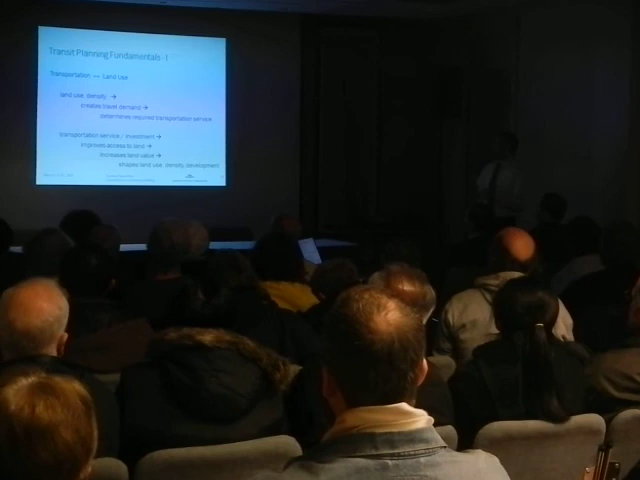 Transit Planning Fundamentals - I
Transportation ↔ Land Use
land use, density →
creates travel demand →
determines required transportation service
transportation service / investment →
improves access to land →
increases land value →
shapes land use, density, development